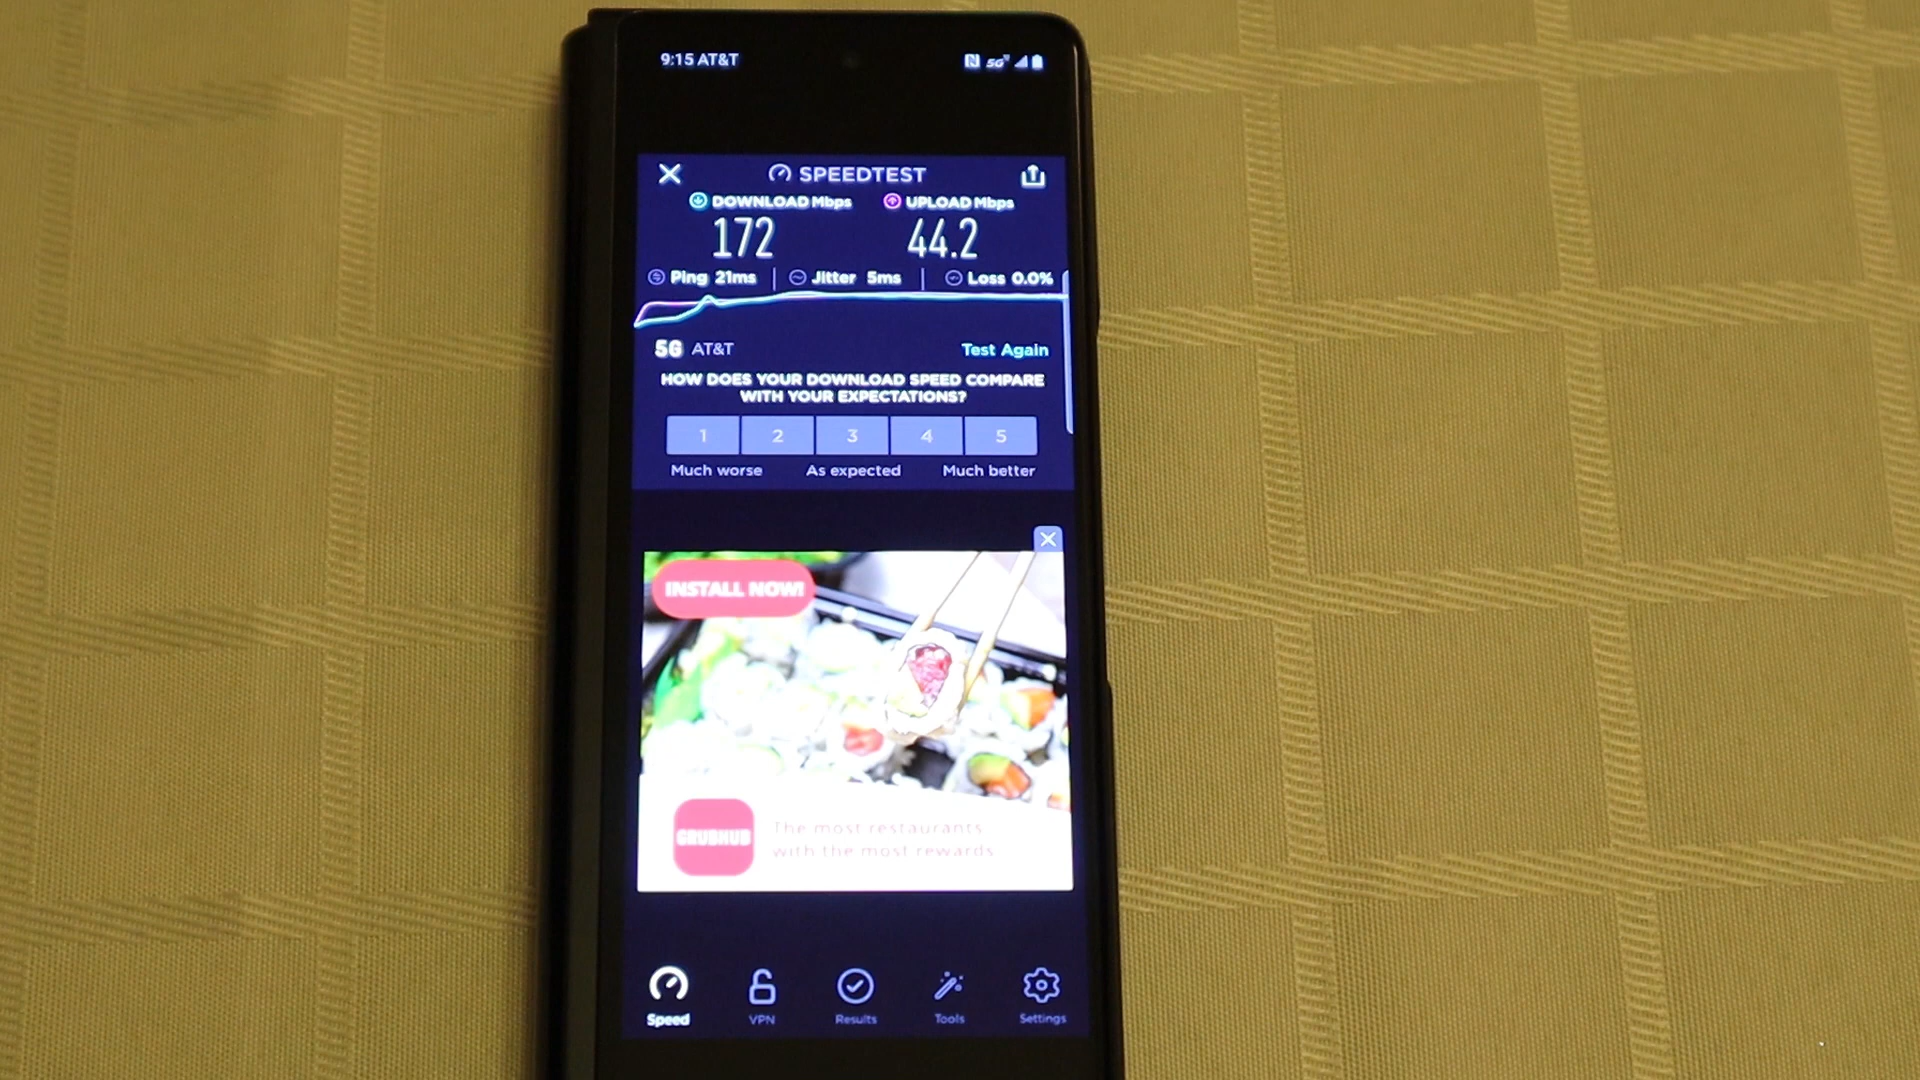 9:15 AT&T 5G
SPEEDTEST
DOWNLOAD Mbps UPLOAD Mbps
172 44.2
Ping 21ms Jitter 5ms Loss 0.0%
5G AT&T Test Again
HOW DOES YOUR DOWNLOAD SPEED COMPARE
WITH YOUR EXPECTATIONS?
1 2 3 4 5
Much worse As expected Much better
INSTALL NOW!
GRUBHUB
The most restaurants
with the most rewards
Speed VPN Results Tools Settings